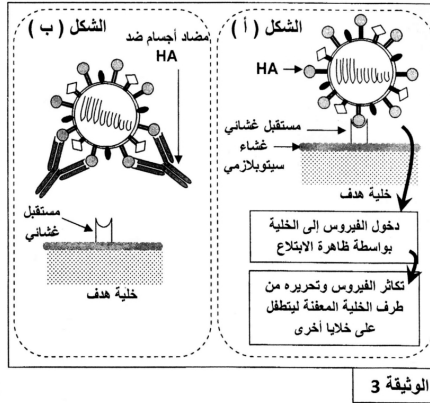 الشكل ( أ )
HA
مستقبل غشائي
غشاء
سيتوبلازمي
خلية هدف
دخول الفيروس إلى الخلية
بواسطة ظاهرة الابتلاع
تكاثر الفيروس وتحريره من
طرف الخلية المعفنة ليتطفل
على خلايا أخرى
الشكل ( ب )
مضاد أجسام ضد
HA
مستقبل
غشائي
خلية هدف
الوثيقة 3